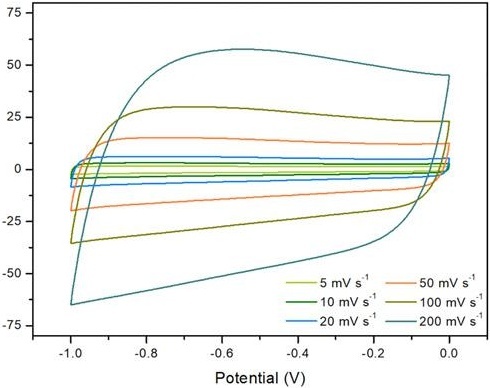 75
50
25
0
-25
-50
-75
5 mV s⁻¹
50 mV s⁻¹
10 mV s⁻¹
100 mV s⁻¹
20 mV s⁻¹
200 mV s⁻¹
-1.0
-0.8
-0.6
-0.4
-0.2
0.0
Potential (V)